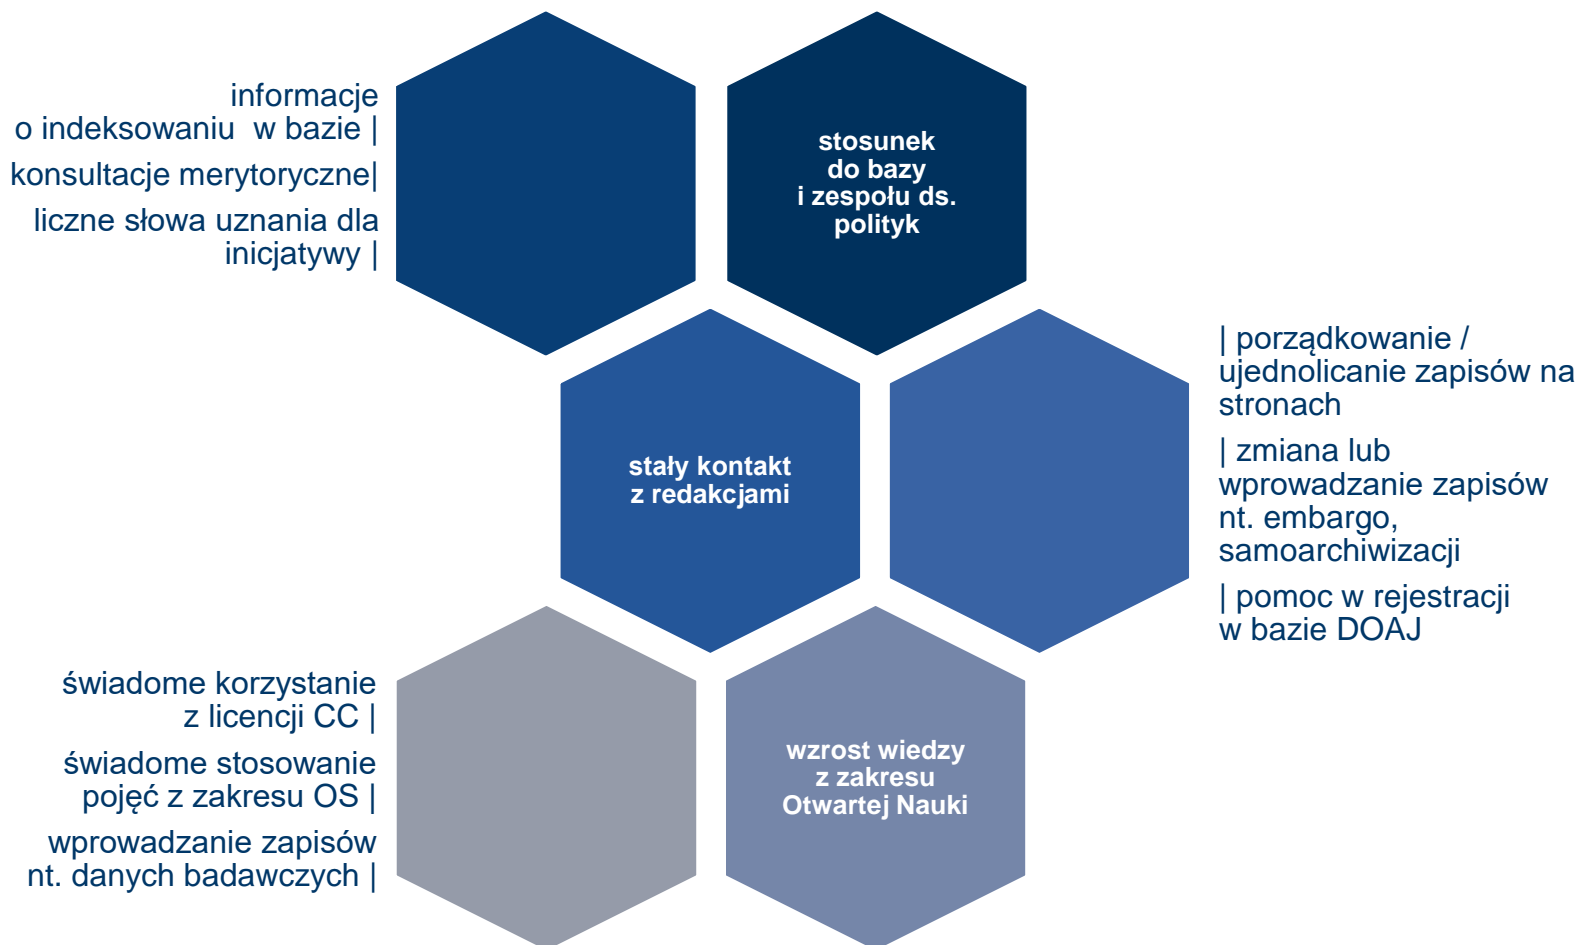 informacje
o indeksowaniu w bazie |
konsultacje merytoryczne|
liczne słowa uznania dla
inicjatywy |
stosunek
do bazy
i zespołu ds.
polityk
stały kontakt
z redakcjami
| porządkowanie /
ujednolicanie zapisów na
stronach
| zmiana lub
wprowadzanie zapisów
nt. embargo,
samoarchiwizacji
| pomoc w rejestracji
w bazie DOAJ
świadome korzystanie
z licencji CC |
świadome stosowanie
pojęć z zakresu OS |
wprowadzanie zapisów
nt. danych badawczych |
wzrost wiedzy
z zakresu
Otwartej Nauki